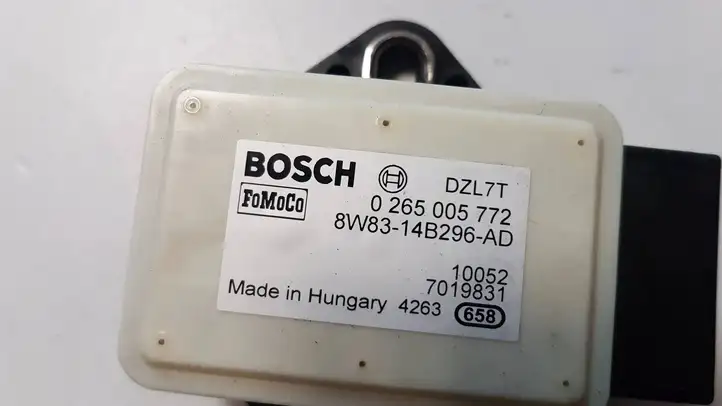 BOSCH DZL7T
FoMoCo 0 265 005 772
8W83-14B296-AD
10052
7019831
Made in Hungary 4263 658